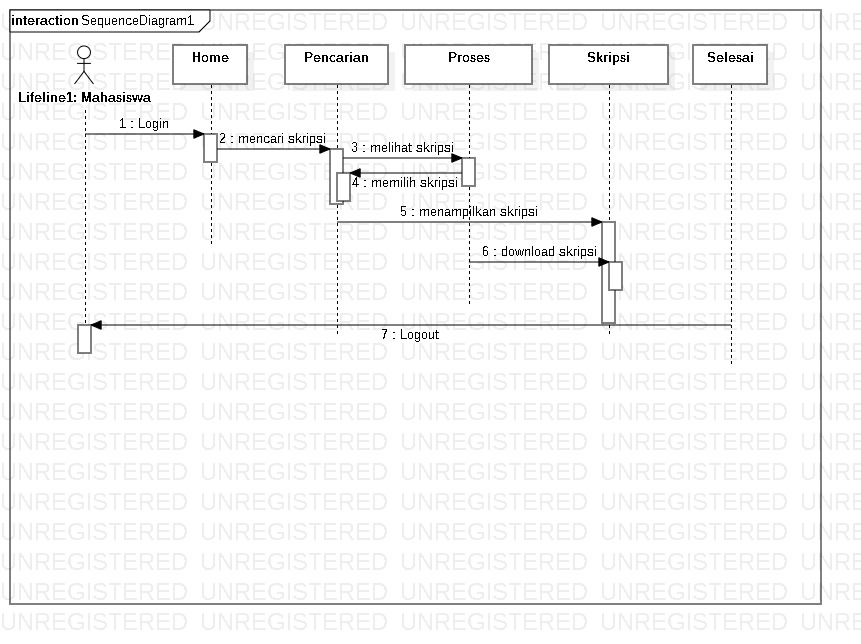 interaction SequenceDiagram1
Home
Pencarian
Proses
Skripsi
Selesai
Lifeline1: Mahasiswa
1 : Login
2 : mencari skripsi
3 : melihat skripsi
4 : memilih skripsi
5 : menampilkan skripsi
6 : download skripsi
7 : Logout
UNREGISTERED